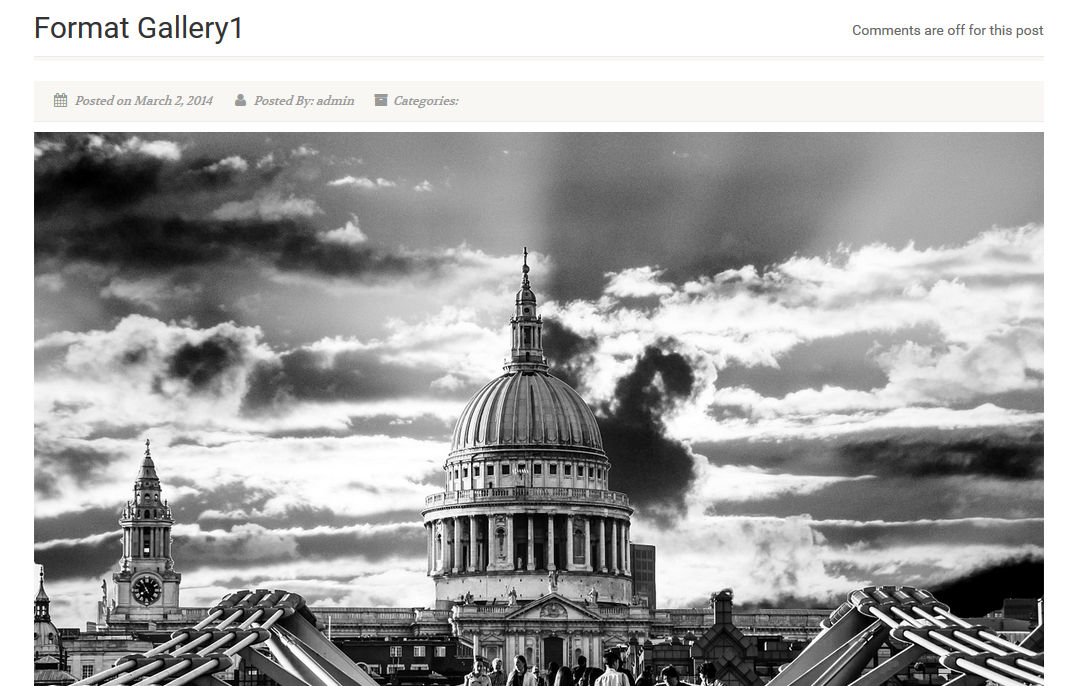 Format Gallery1
Comments are off for this post
Posted on March 2, 2014 Posted By: admin Categories: